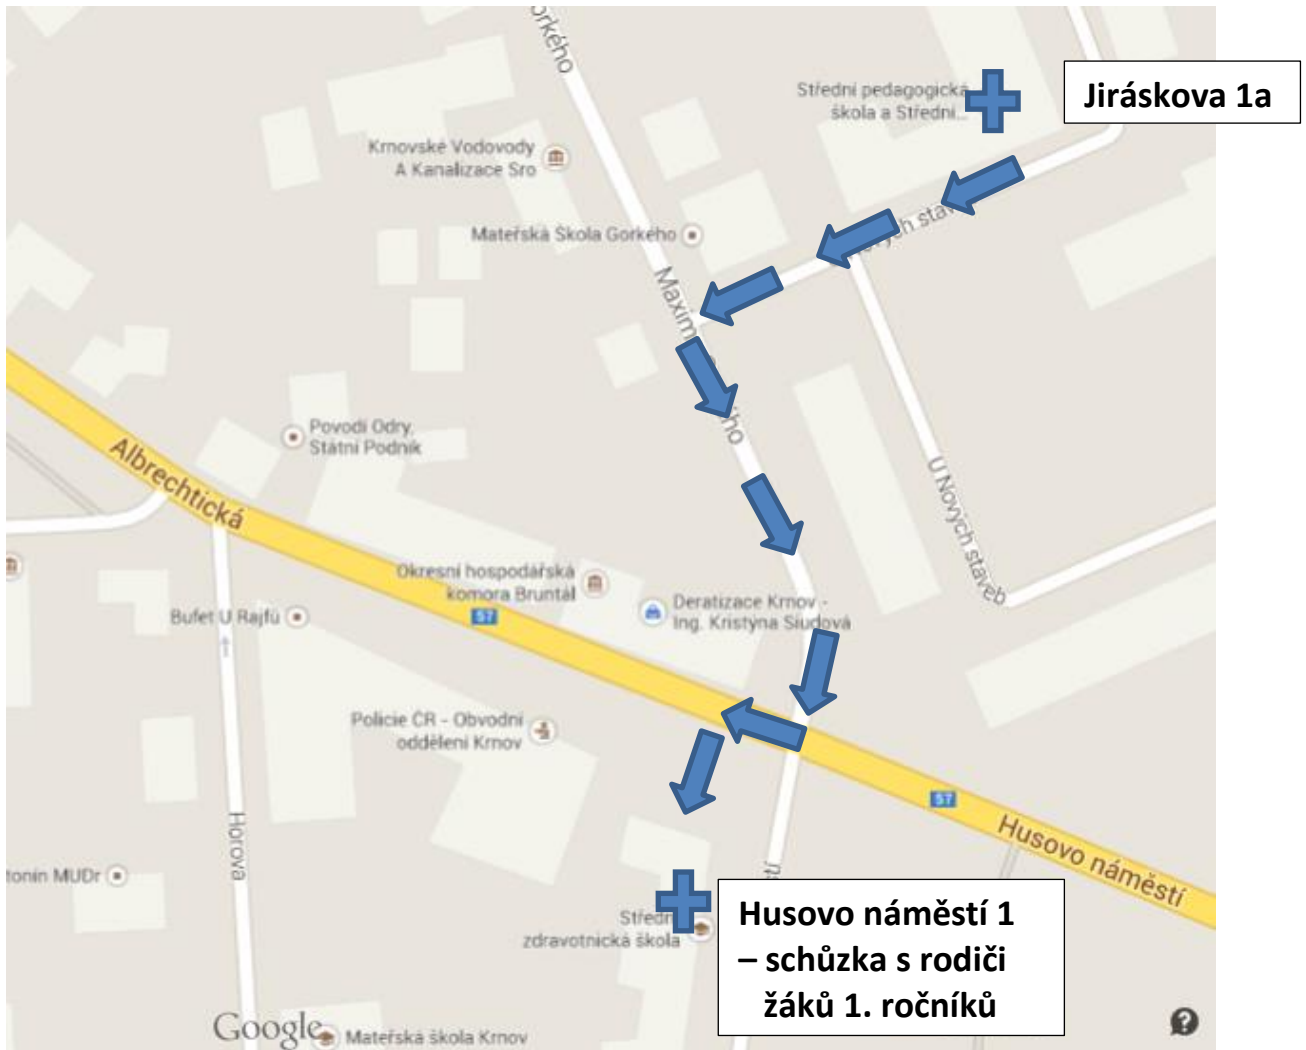 orkého
Střední pedagogická
škola a Střední...
Jiráskova 1a
Krnovské Vodovody
A Kanalizace Sro
Mateřská Škola Gorkého
Maxim
ého
Povodí Odry,
Státní Podnik
Albrechtická
U Nových staveb
Okresní hospodářská
komora Bruntál
57
Deratizace Krnov -
Ing. Kristýna Siudová
Bufet U Rajfů
Policie ČR - Obvodní
oddělení Krnov
57
Husovo náměstí
Horova
tonín MUDr
Husovo náměstí 1
– schůzka s rodiči
žáků 1. ročníků
Středn
zdravotnická škola
Google
Mateřská škola Krnov